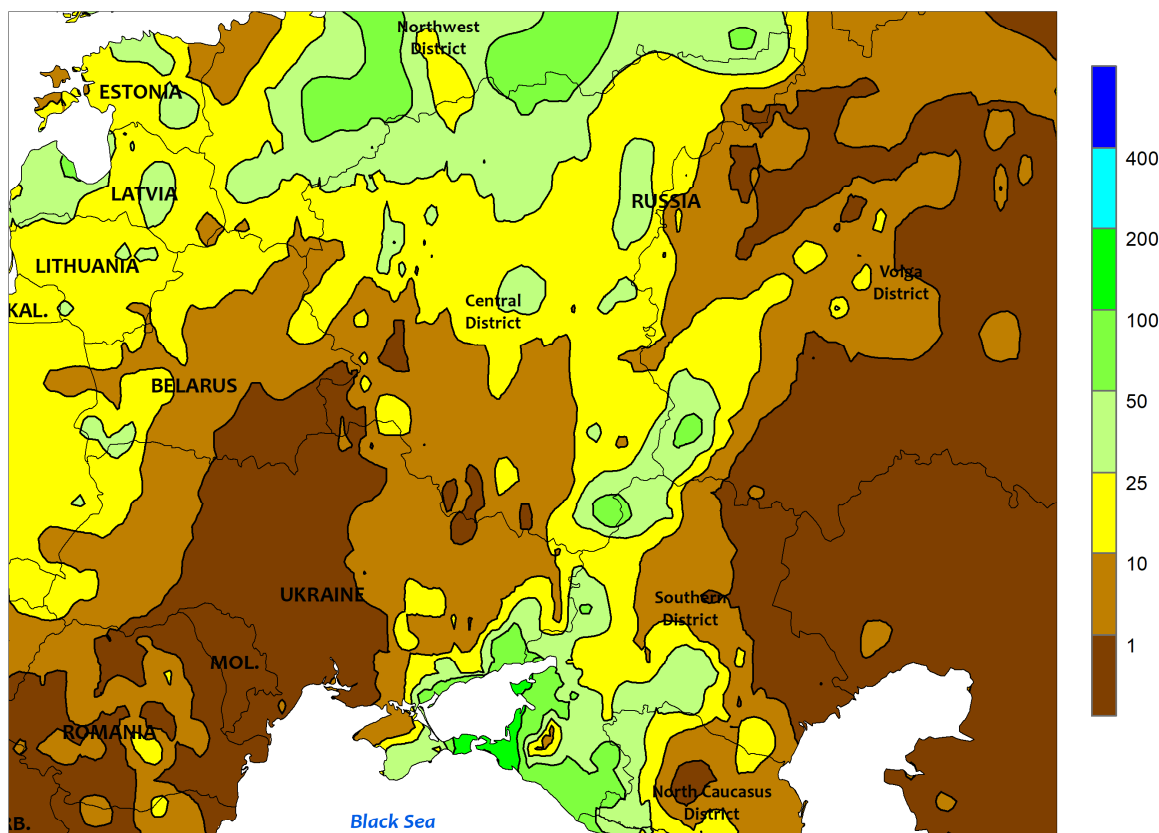 Northwest
District
ESTONIA
LATVIA
RUSSIA
LITHUANIA
Volga
District
KAL.
Central
District
BELARUS
UKRAINE
Southern
District
MOL.
ROMANIA
North Caucasus
District
RB.
Black Sea
400
200
100
50
25
10
1